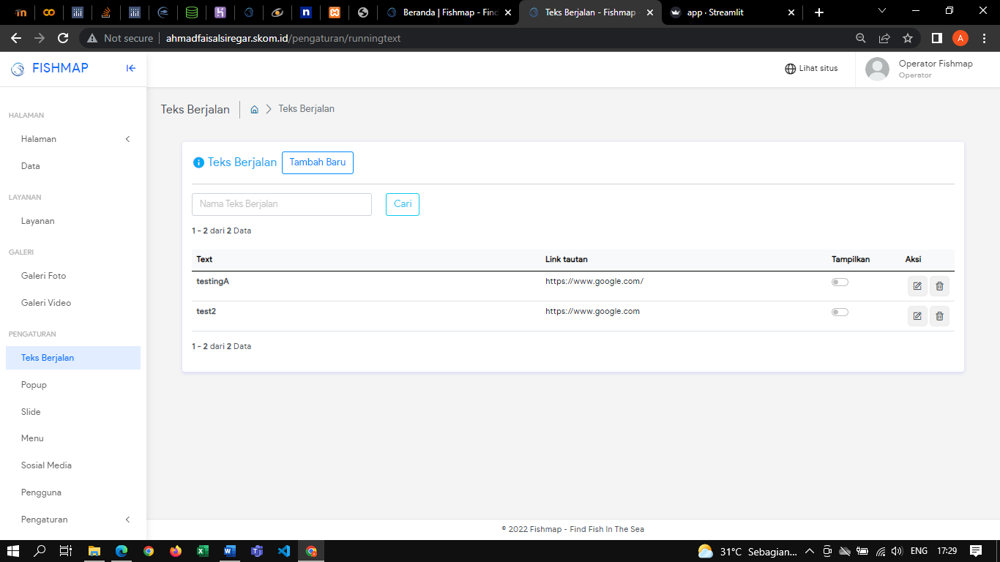 Beranda | Fishmap - Find
Teks Berjalan - Fishmap -
app · Streamlit
Not secure
ahmadfaisalsiregar.skom.id/pengaturan/runningtext
A
FISHMAP
Lihat situs
Operator Fishmap
Operator
Teks Berjalan
Teks Berjalan
HALAMAN
Halaman
Data
LAYANAN
Layanan
GALERI
Galeri Foto
Galeri Video
PENGATURAN
Teks Berjalan
Popup
Slide
Menu
Sosial Media
Pengguna
Pengaturan
Teks Berjalan
Tambah Baru
Nama Teks Berjalan
Cari
1 - 2 dari 2 Data
Text Link tautan Tampilkan Aksi
testingA https://www.google.com/
test2 https://www.google.com
1 - 2 dari 2 Data
© 2022 Fishmap - Find Fish In The Sea
31°C Sebagian...
ENG
17:29